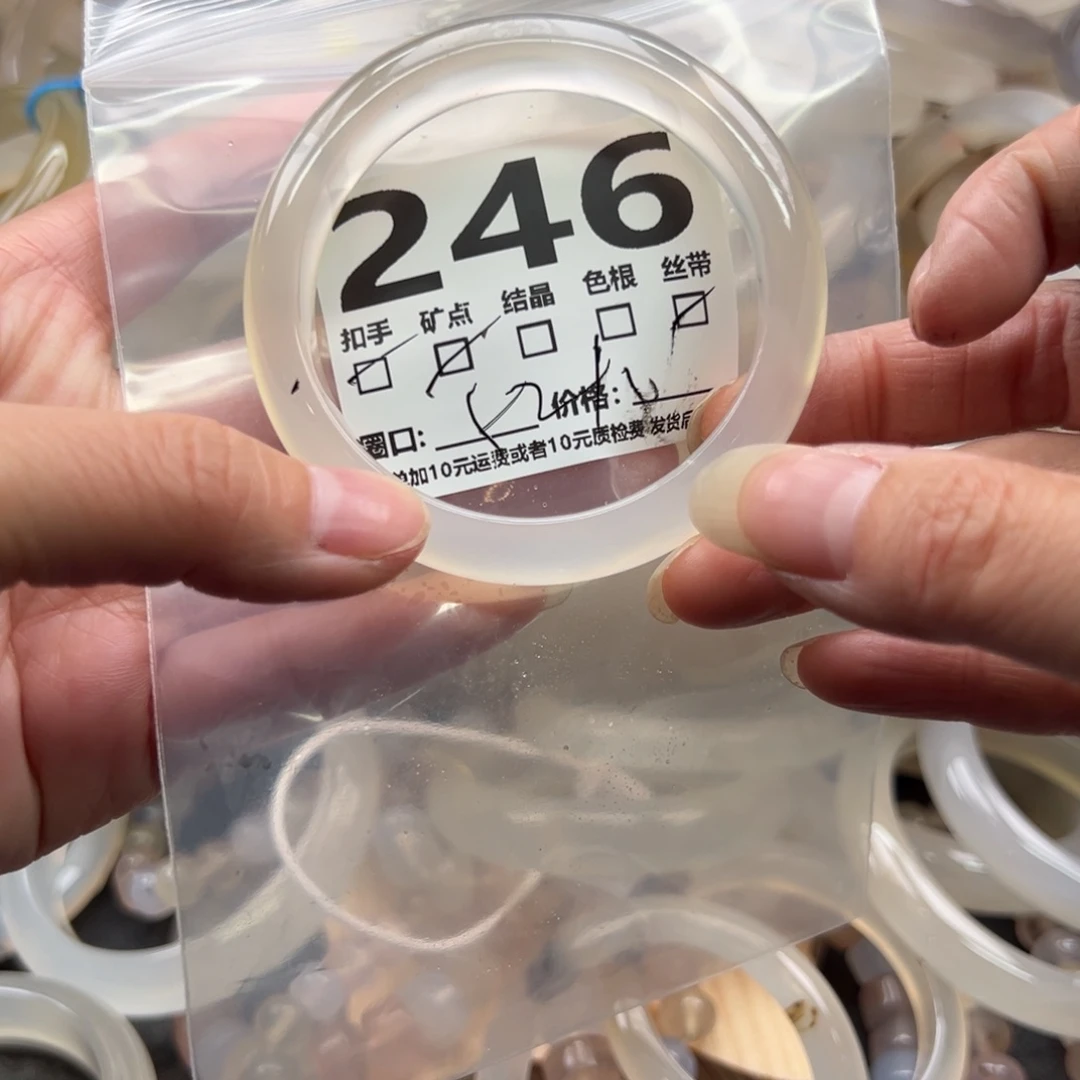 246
扣手 矿点 结晶 色根 丝带
圈口: 价格:
单加10元运费或者10元质检费 发货后